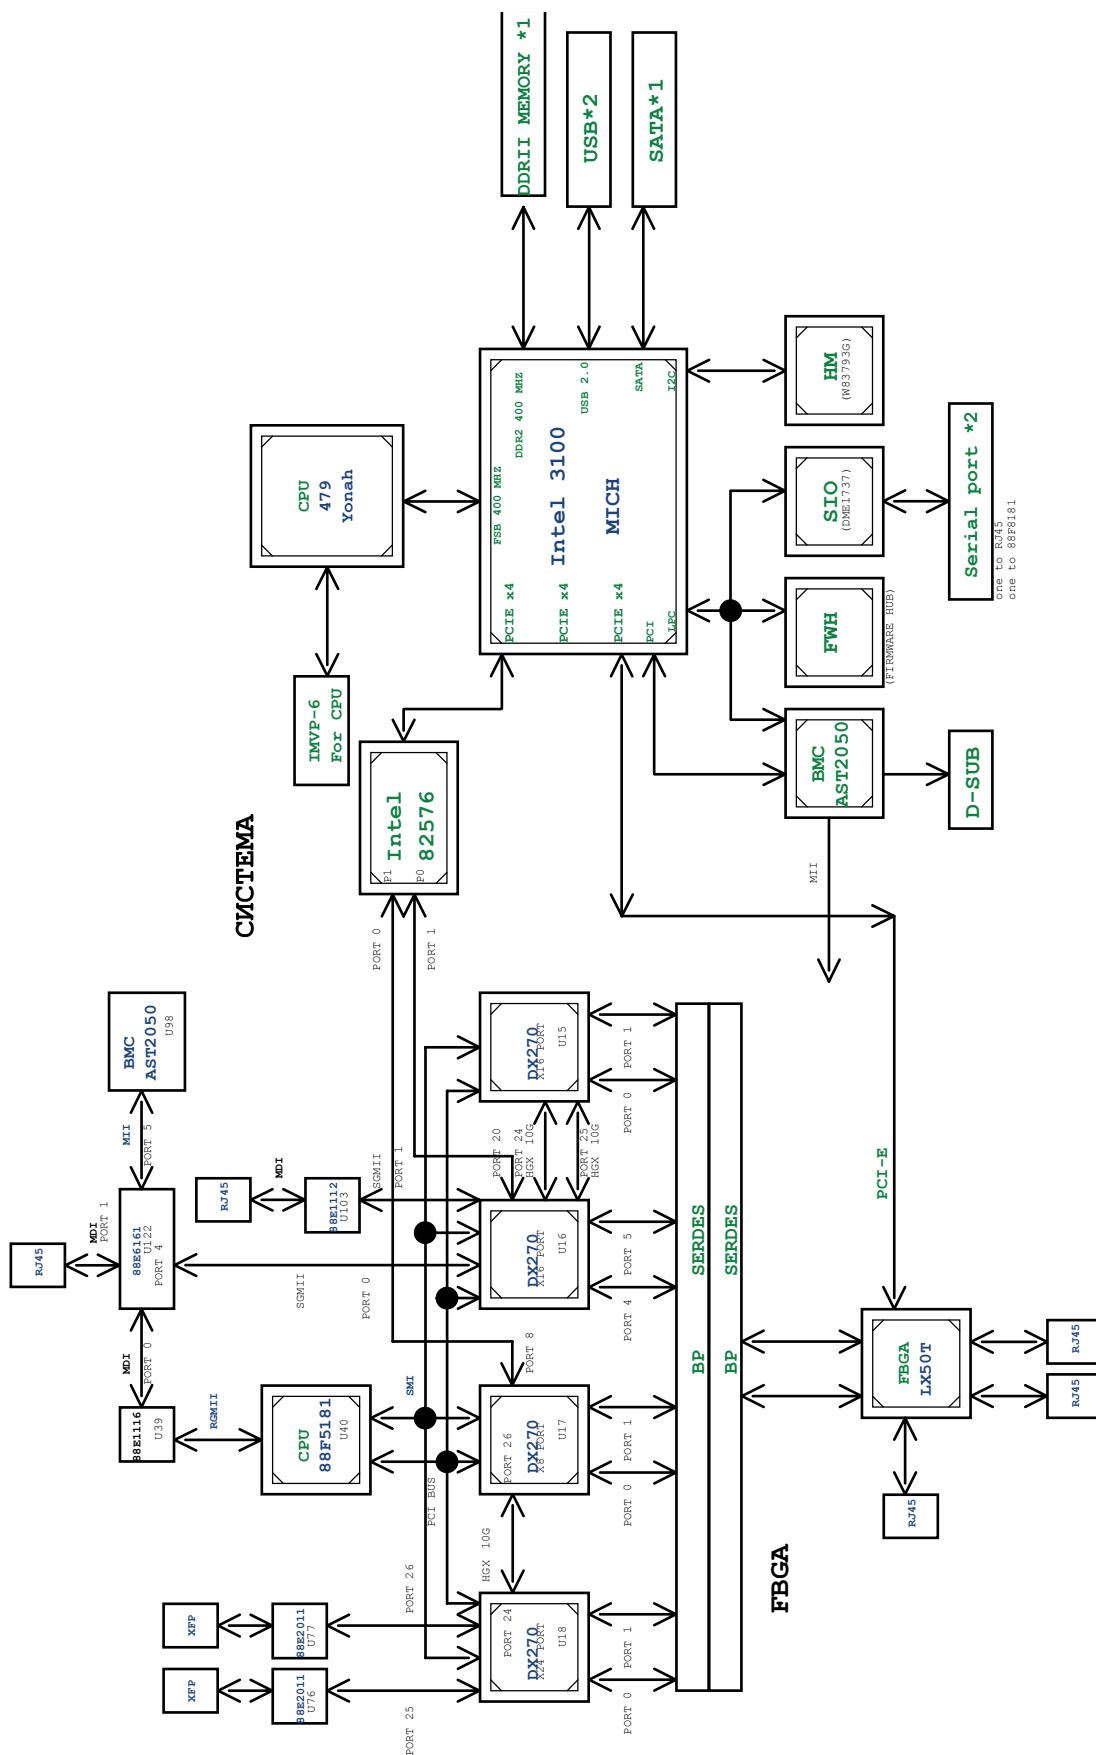 RJ45
MDI
PORT 1
88E1116
U39
MDI
PORT 0
88E6161
U122
PORT 4
MII
PORT 5
BMC
AST2050
U98
XFP
XFP
RGMII
RJ45
MDI
СИСТЕМА
88E2011
U76
88E2011
U77
CPU
88F5181
U40
SGMII
88E1112
U103
IMVP-6
For CPU
CPU
479
Yonah
PORT 25
PORT 26
SMI
PORT 0
SGMII
PORT 1
PORT 0
P1
Intel
82576
P0
PORT 1
PCI BUS
HGX 10G
PORT 24
DX270
X24 PORT
U18
PORT 26
DX270
X8 PORT
U17
PORT 8
DX270
X16 PORT
U16
PORT 20
PORT 24
HGX 10G
PORT 25
HGX 10G
DX270
X16 PORT
U15
FSB 400 MHZ
DDR2 400 MHZ
PCIE x4
Intel 3100
PCIE x4
USB 2.0
MICH
PCIE x4
SATA
PCI
LPC
I2C
DDRII MEMORY *1
USB*2
SATA*1
PORT 0
PORT 1
PORT 0
PORT 1
PORT 4
PORT 5
PORT 0
PORT 1
BP
SERDES
BP
SERDES
FBGA
MII
BMC
AST2050
FWH
(FIRMWARE HUB)
SIO
(DME1737)
HM
(W83793G)
PCI-E
FBGA
LX50T
RJ45
RJ45
RJ45
D-SUB
Serial port *2
one to RJ45
one to 88F8181